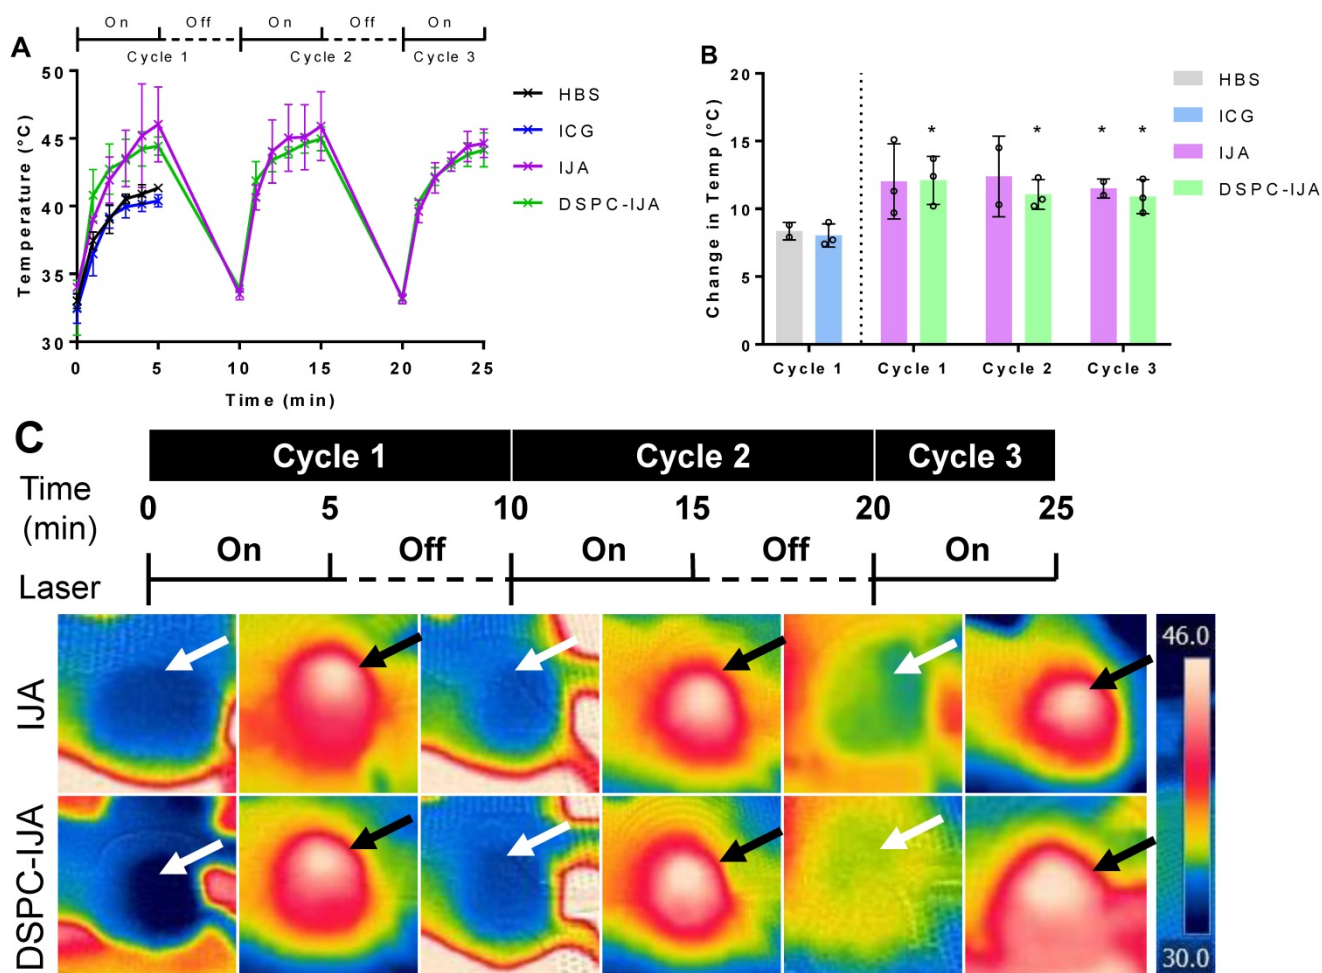 On Off On Off On
A
Cycle 1 Cycle 2 Cycle 3
Temperature (°C)
50
45
40
35
30
0 5 10 15 20 25
Time (min)
HBS
ICG
IJA
DSPC-IJA
B
Change in Temp (°C)
20
15
10
5
0
* * * *
Cycle 1 Cycle 1 Cycle 2 Cycle 3
HBS
ICG
IJA
DSPC-IJA
C
Cycle 1 Cycle 2 Cycle 3
Time
(min)
0 5 10 15 20 25
On Off On Off On
Laser
IJA
DSPC-IJA
46.0
30.0